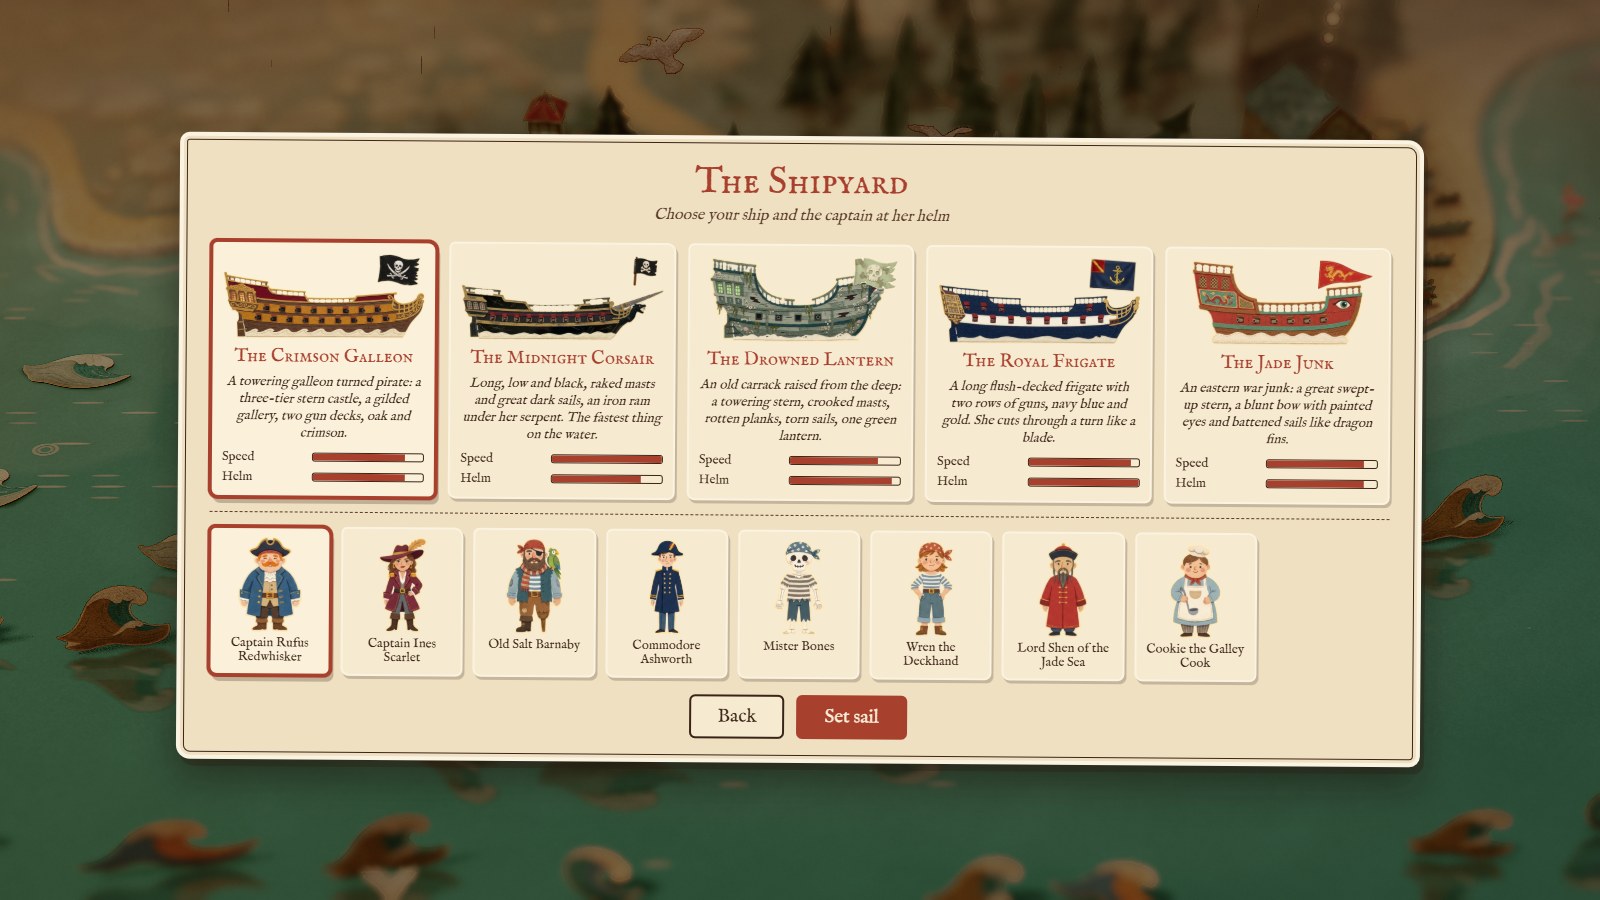 The Shipyard
Choose your ship and the captain at her helm
The Crimson Galleon
A towering galleon turned pirate: a
three-tier stern castle, a gilded
gallery, two gun decks, oak and
crimson.
Speed
Helm
The Midnight Corsair
Long, low and black, raked masts
and great dark sails, an iron ram
under her serpent. The fastest thing
on the water.
Speed
Helm
The Drowned Lantern
An old carrack raised from the deep:
a towering stern, crooked masts,
rotten planks, torn sails, one green
lantern.
Speed
Helm
The Royal Frigate
A long flush-decked frigate with
two rows of guns, navy blue and
gold. She cuts through a turn like a
blade.
Speed
Helm
The Jade Junk
An eastern war junk: a great swept-
up stern, a blunt bow with painted
eyes and battened sails like dragon
fins.
Speed
Helm
Captain Rufus
Redwhisker
Captain Ines
Scarlet
Old Salt Barnaby
Commodore
Ashworth
Mister Bones
Wren the
Deckhand
Lord Shen of the
Jade Sea
Cookie the Galley
Cook
Back
Set sail